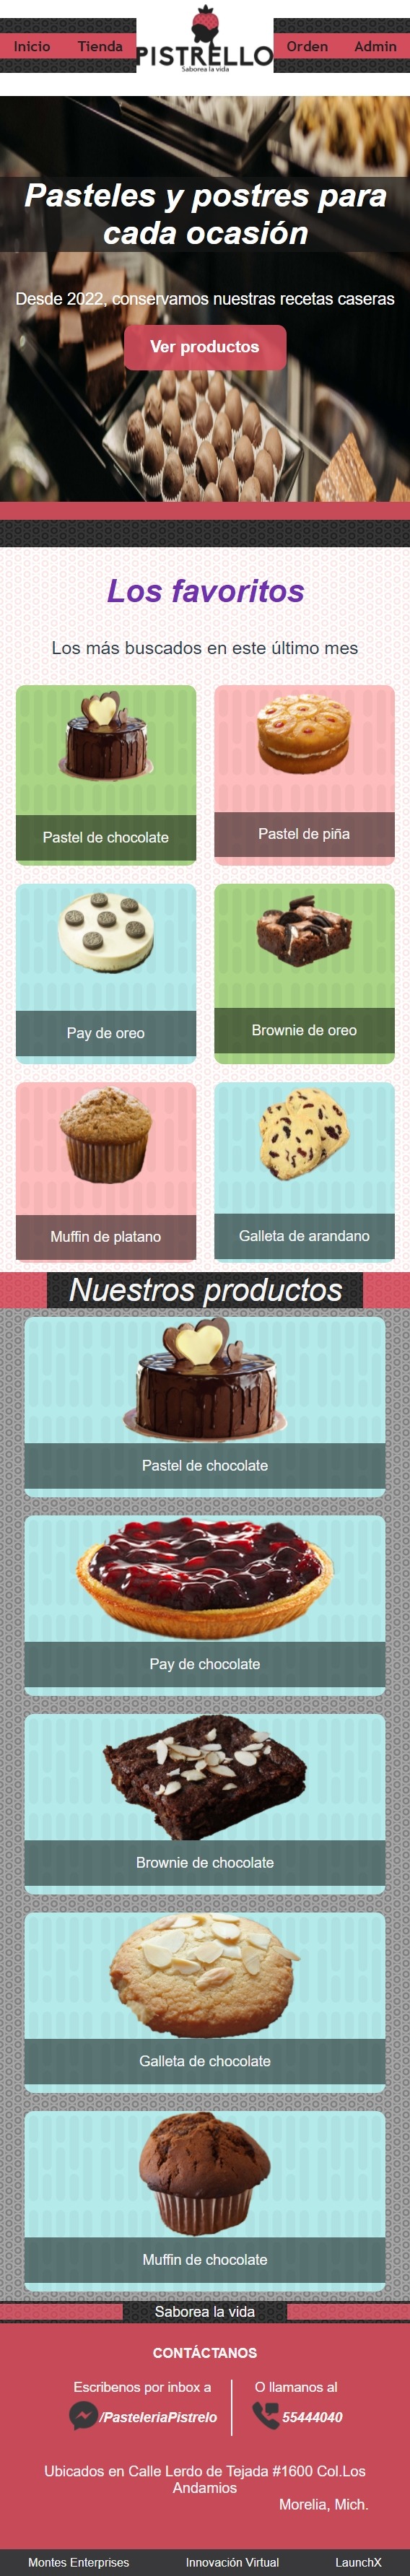 Inicio Tienda PISTRELLO Orden Admin
Saborea la vida
Pasteles y postres para
cada ocasión
Desde 2022, conservamos nuestras recetas caseras
Ver productos
Los favoritos
Los más buscados en este último mes
Pastel de chocolate
Pastel de piña
Pay de oreo
Brownie de oreo
Muffin de platano
Galleta de arandano
Nuestros productos
Pastel de chocolate
Pay de chocolate
Brownie de chocolate
Galleta de chocolate
Muffin de chocolate
Saborea la vida
CONTÁCTANOS
Escribenos por inbox a
/PasteleriaPistrelo
O llamanos al
55444040
Ubicados en Calle Lerdo de Tejada #1600 Col.Los
Andamios
Morelia, Mich.
Montes Enterprises Innovación Virtual LaunchX